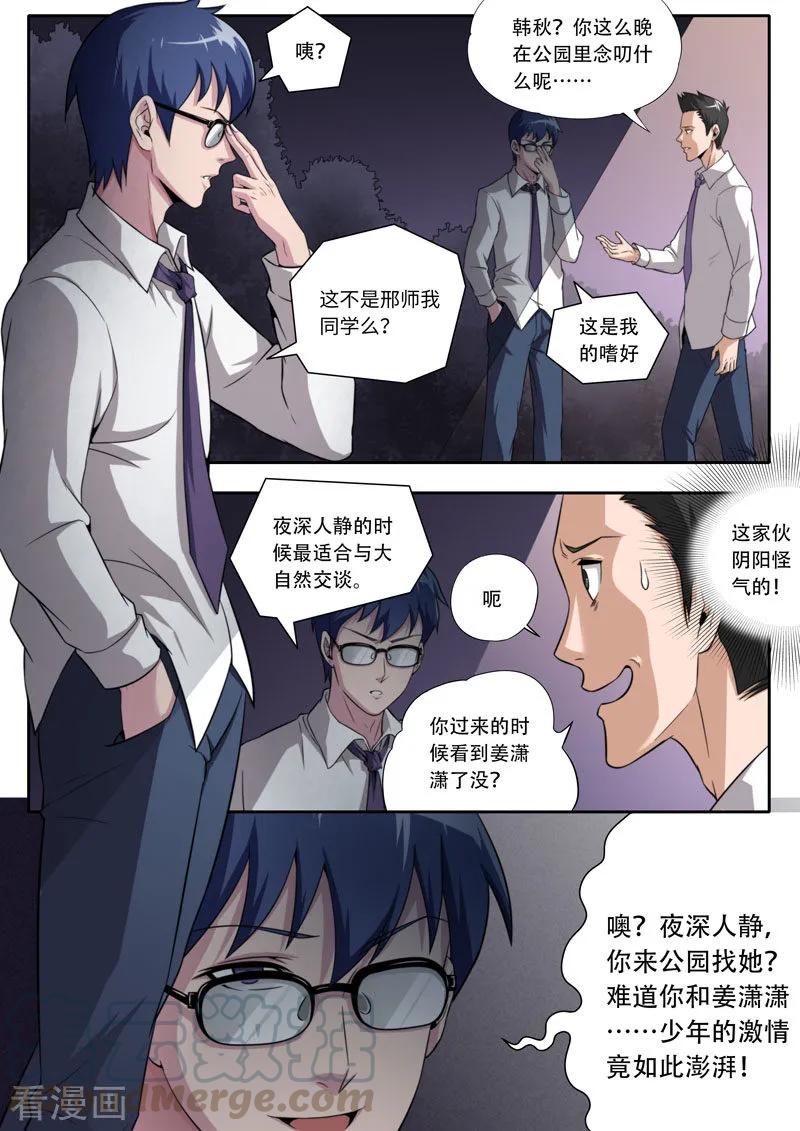 咦？
韩秋？你这么晚
在公园里念叨什
么呢……
这不是邢师我
同学么？
这是我
的嗜好
夜深人静的时
候最适合与大
自然交谈。
呃
这家伙
阴阳怪
气的！
你过来的时
候看到姜潇
潇了没？
噢？夜深人静，
你来公园找她？
难道你和姜潇潇
……少年的激情
竟如此澎湃！
看漫画